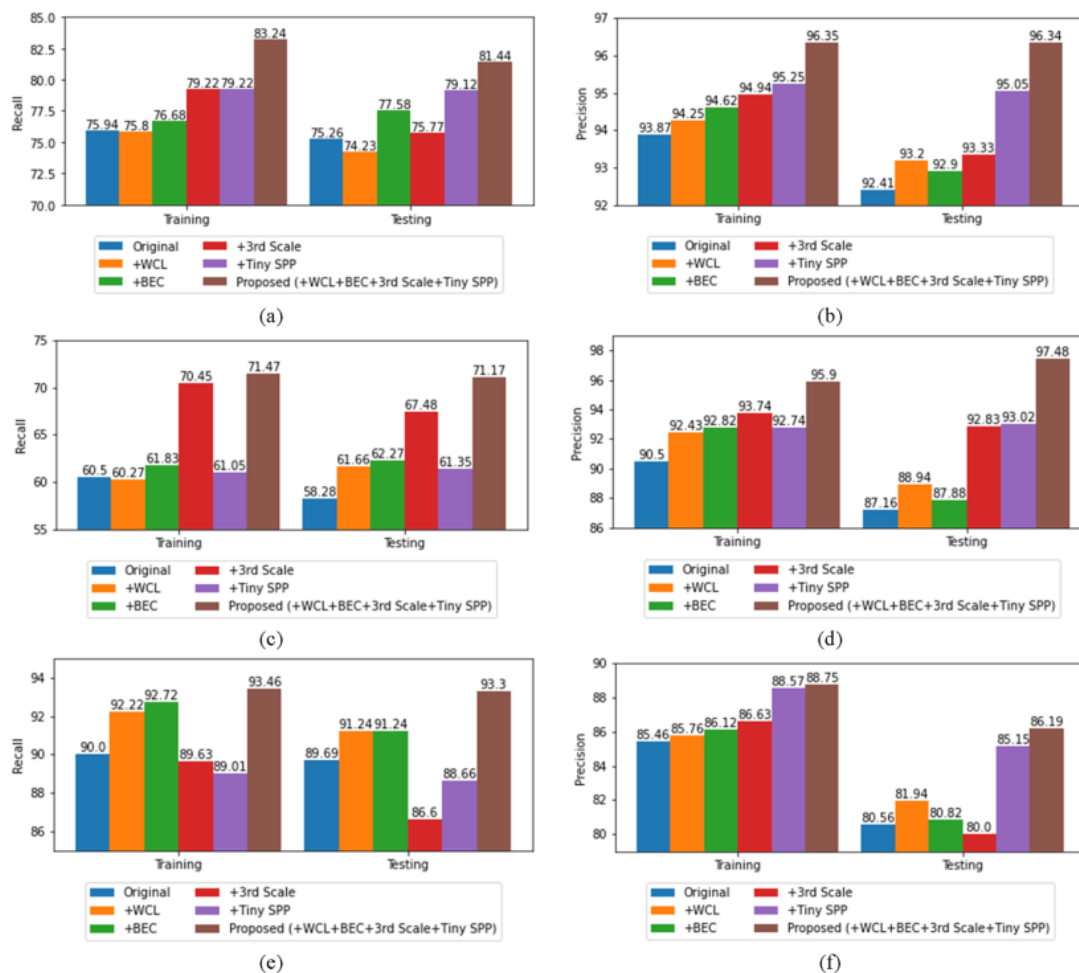 85.0
82.5
80.0
77.5
75.0
72.5
70.0
Recall
75.94 75.8 76.68 79.22 79.22 83.24
75.26 74.23 77.58 75.77 79.12 81.44
Training Testing
Original +3rd Scale
+WCL +Tiny SPP
+BEC Proposed (+WCL+BEC+3rd Scale+Tiny SPP)
(a)
97
96
95
94
93
92
Precision
93.87 94.25 94.62 94.94 95.25 96.35
92.41 93.2 92.9 93.33 95.05 96.34
Training Testing
Original +3rd Scale
+WCL +Tiny SPP
+BEC Proposed (+WCL+BEC+3rd Scale+Tiny SPP)
(b)
75
70
65
60
55
Recall
60.5 60.27 61.83 70.45 61.05 71.47
58.28 61.66 62.27 67.48 61.35 71.17
Training Testing
Original +3rd Scale
+WCL +Tiny SPP
+BEC Proposed (+WCL+BEC+3rd Scale+Tiny SPP)
(c)
98
96
94
92
90
88
86
Precision
90.5 92.43 92.82 93.74 92.74 95.9
87.16 88.94 87.88 92.83 93.02 97.48
Training Testing
Original +3rd Scale
+WCL +Tiny SPP
+BEC Proposed (+WCL+BEC+3rd Scale+Tiny SPP)
(d)
94
92
90
88
86
Recall
90.0 92.22 92.72 89.63 89.01 93.46
89.69 91.24 91.24 86.6 88.66 93.3
Training Testing
Original +3rd Scale
+WCL +Tiny SPP
+BEC Proposed (+WCL+BEC+3rd Scale+Tiny SPP)
(e)
90
88
86
84
82
80
Precision
85.46 85.76 86.12 86.63 88.57 88.75
80.56 81.94 80.82 80.0 85.15 86.19
Training Testing
Original +3rd Scale
+WCL +Tiny SPP
+BEC Proposed (+WCL+BEC+3rd Scale+Tiny SPP)
(f)